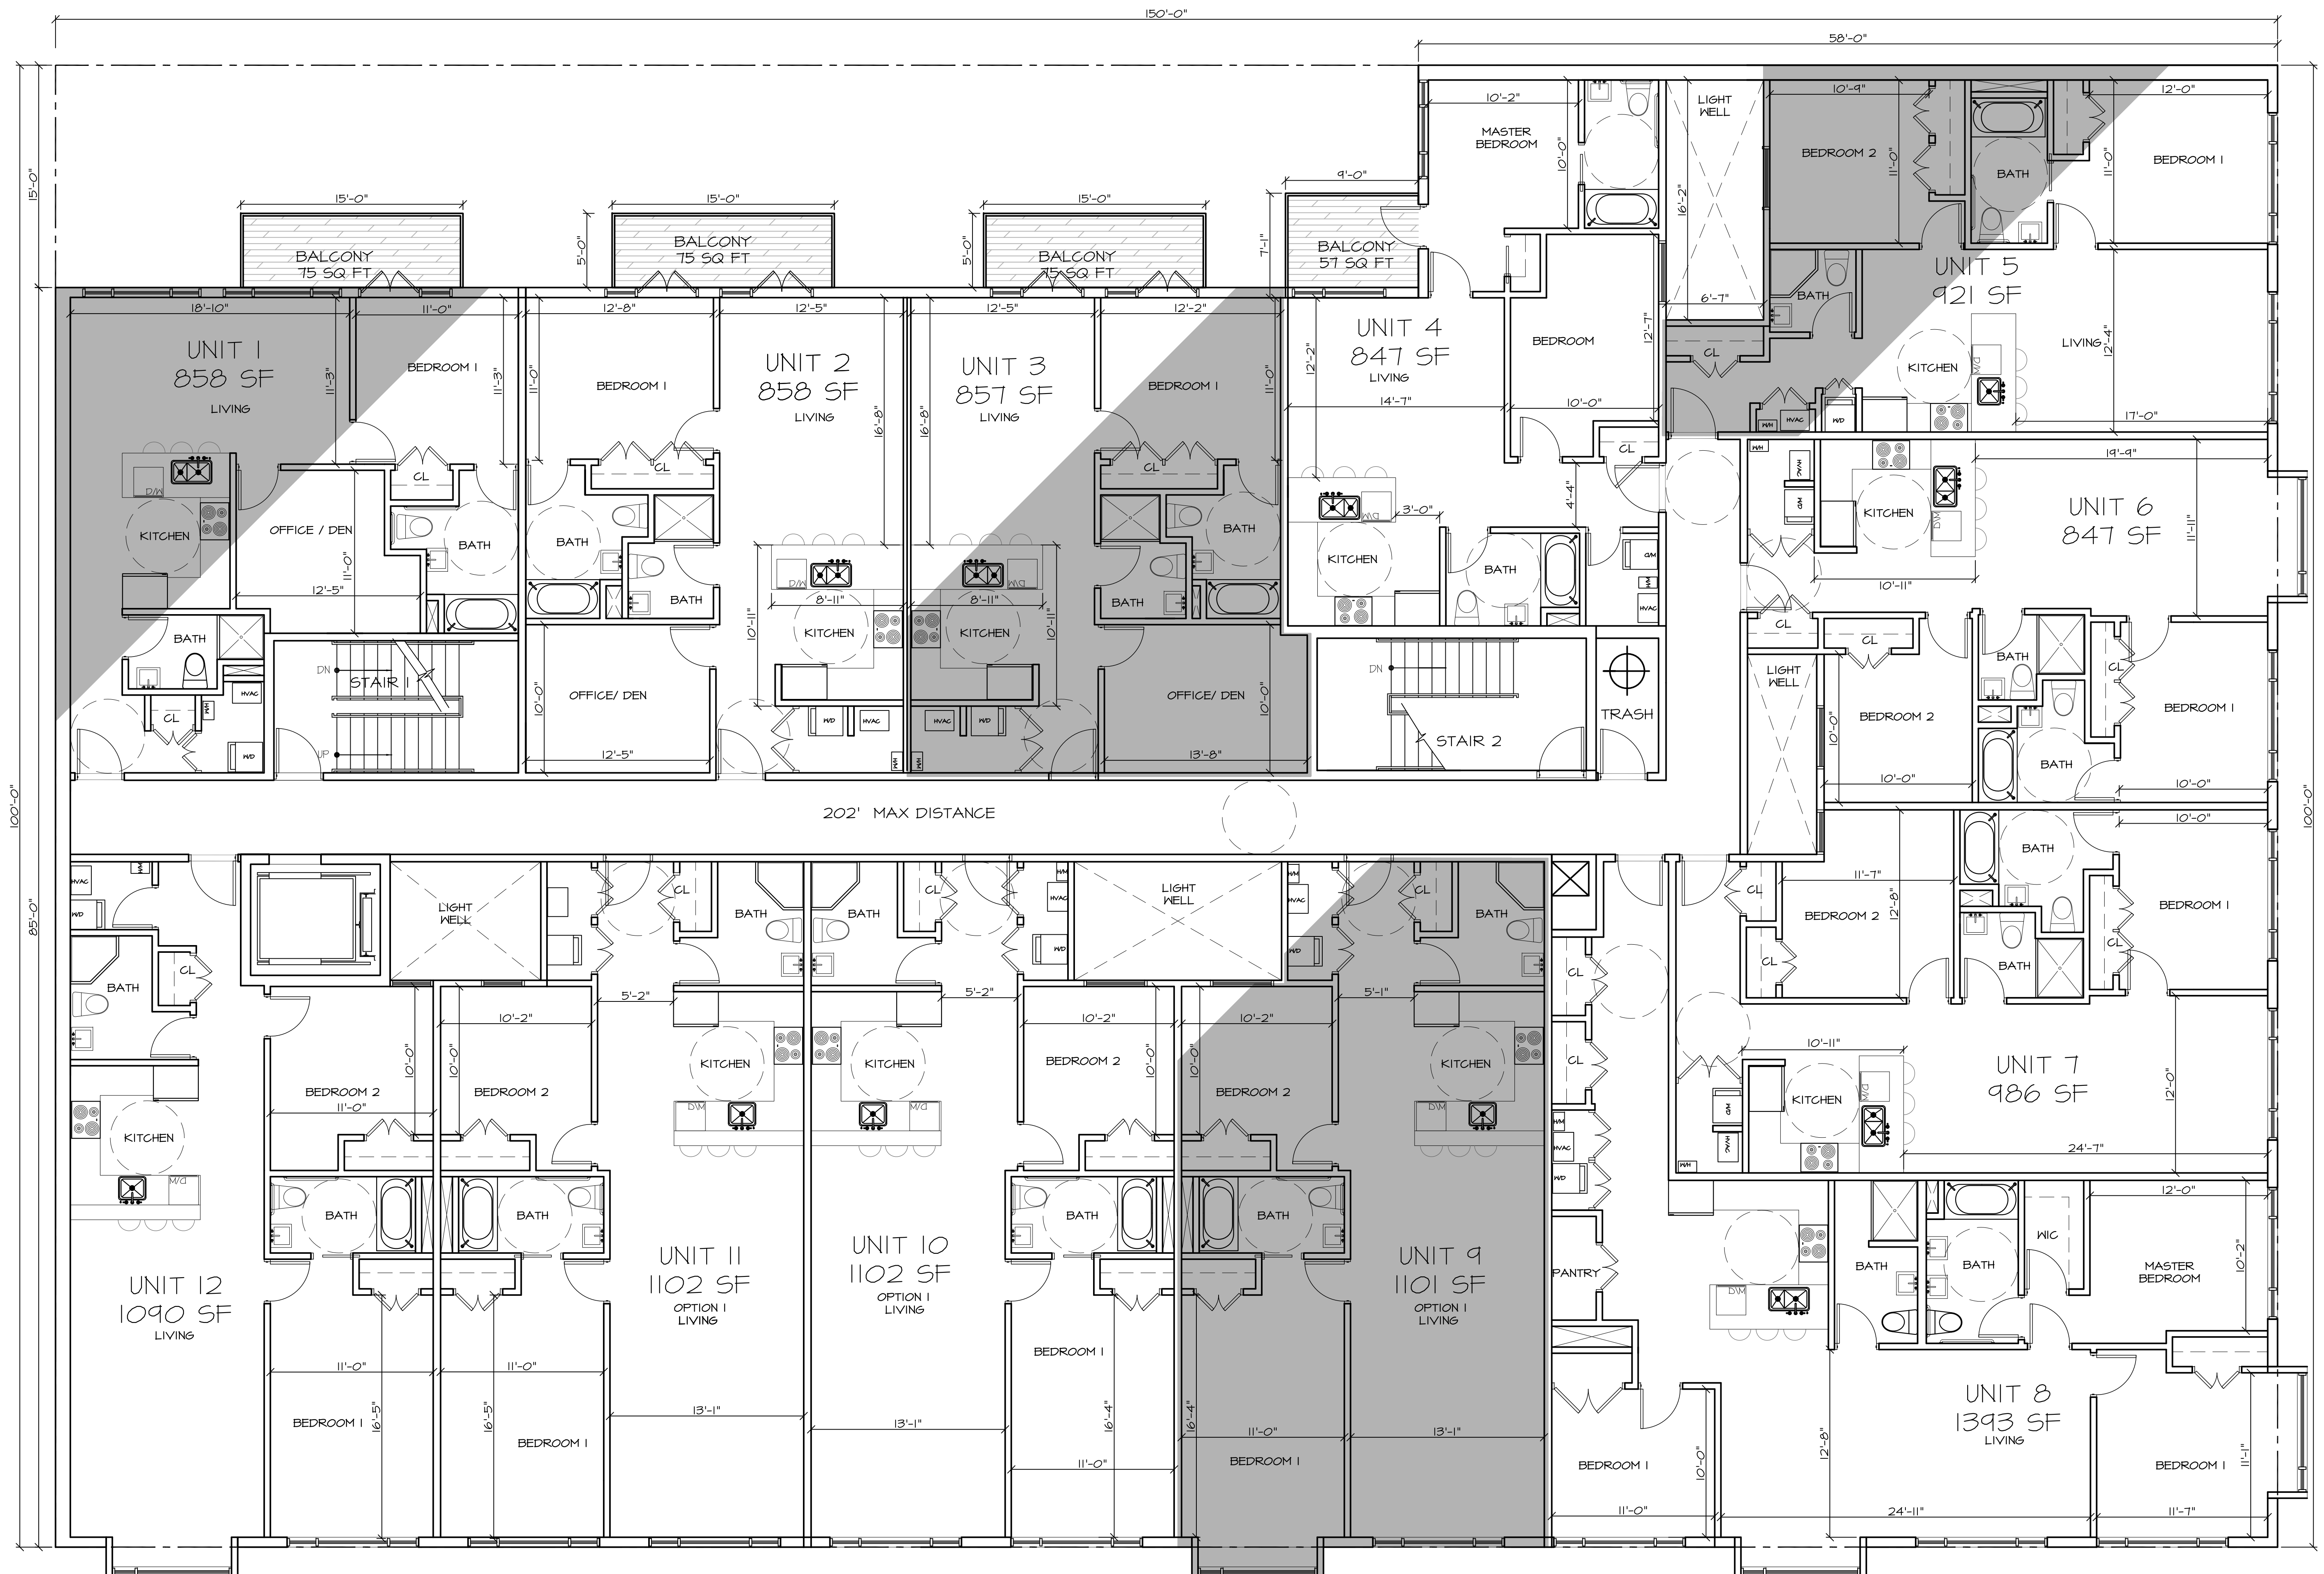 150'-0"
58'-0"
15'-0"
100'-0"
85'-0"
100'-0"
15'-0"
BALCONY
75 SQ FT
15'-0"
5'-0"
BALCONY
75 SQ FT
15'-0"
5'-0"
BALCONY
75 SQ FT
9'-0"
7'-1"
BALCONY
57 SQ FT
10'-2"
MASTER
BEDROOM
10'-0"
LIGHT
WELL
16'-2"
6'-7"
10'-9"
BEDROOM 2
11'-0"
BATH
12'-0"
11'-0"
BEDROOM 1
UNIT 5
921 SF
BATH
CL
KITCHEN
D/W
LIVING
12'-4"
17'-0"
W/H
HVAC
W/D
18'-10"
UNIT 1
858 SF
LIVING
11'-3"
11'-0"
BEDROOM 1
11'-3"
CL
D/W
KITCHEN
OFFICE / DEN
11'-0"
12'-5"
BATH
BATH
HVAC
W/H
CL
W/D
DN
STAIR 1
UP
12'-8"
11'-0"
BEDROOM 1
CL
BATH
BATH
10'-0"
OFFICE/ DEN
12'-5"
12'-5"
UNIT 2
858 SF
LIVING
16'-8"
D/W
8'-11"
10'-11"
KITCHEN
W/D
HVAC
W/H
12'-5"
UNIT 3
857 SF
LIVING
16'-8"
D/W
8'-11"
10'-11"
KITCHEN
HVAC
W/D
W/H
12'-2"
BEDROOM 1
11'-0"
CL
BATH
BATH
OFFICE/ DEN
10'-0"
13'-8"
UNIT 4
847 SF
LIVING
12'-2"
14'-7"
BEDROOM
12'-7"
10'-0"
CL
4'-4"
3'-0"
D/W
KITCHEN
BATH
W/D
W/H
HVAC
DN
STAIR 2
TRASH
W/H
HVAC
W/D
KITCHEN
D/W
10'-11"
19'-9"
UNIT 6
847 SF
11'-11"
CL
CL
LIGHT
WELL
BEDROOM 2
10'-0"
10'-0"
BATH
BATH
CL
BEDROOM 1
10'-0"
202' MAX DISTANCE
10'-0"
11'-7"
BEDROOM 2
12'-8"
CL
CL
BATH
BATH
CL
BEDROOM 1
UNIT 7
986 SF
10'-11"
KITCHEN
D/W
W/D
HVAC
W/H
12'-0"
24'-7"
HVAC
W/H
W/D
BATH
CL
KITCHEN
D/W
UNIT 12
1090 SF
LIVING
BEDROOM 2
11'-0"
10'-0"
BATH
11'-0"
BEDROOM 1
16'-5"
LIGHT
WELL
10'-2"
10'-0"
BEDROOM 2
BATH
11'-0"
16'-5"
BEDROOM 1
CL
BATH
5'-2"
KITCHEN
D/W
UNIT 11
1102 SF
OPTION 1
LIVING
13'-1"
BATH
CL
W/H
HVAC
W/D
5'-2"
KITCHEN
D/W
UNIT 10
1102 SF
OPTION 1
LIVING
13'-1"
10'-2"
BEDROOM 2
10'-0"
BATH
BEDROOM 1
16'-4"
11'-0"
LIGHT
WELL
W/H
HVAC
W/D
CL
BATH
10'-2"
10'-0"
BEDROOM 2
5'-1"
KITCHEN
D/W
BATH
UNIT 9
1101 SF
OPTION 1
LIVING
16'-4"
11'-0"
13'-1"
BEDROOM 1
CL
CL
W/H
HVAC
W/D
PANTRY
D/W
BATH
BATH
WIC
12'-0"
MASTER
BEDROOM
10'-2"
UNIT 8
1393 SF
LIVING
BEDROOM 1
10'-0"
11'-0"
12'-8"
24'-11"
BEDROOM 1
11'-1"
11'-7"